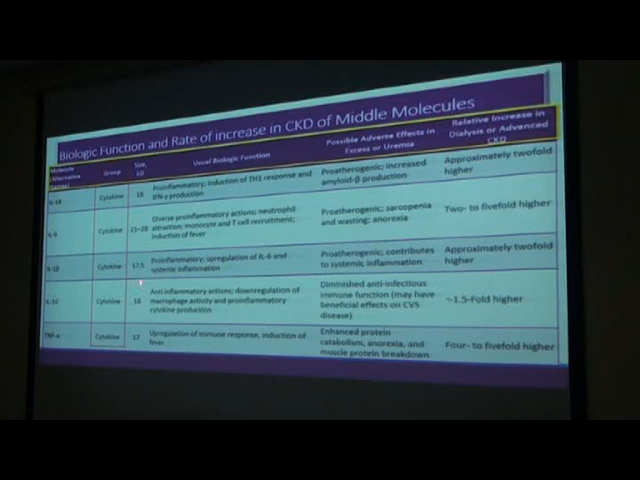 Biologic Function and Rate of Increase in CKD of Middle Molecules
Molecule (Alternative Names) Group Size, kD Usual Biologic Function Possible Adverse Effects in Excess or Uremia Relative Increase in Dialysis or Advanced CKD
IL-18 Cytokine 18 Proinflammatory; induction of TH1 response and IFN-γ production Proatherogenic; increased amyloid-β production Approximately twofold higher
IL-6 Cytokine 21–28 Diverse proinflammatory actions; neutrophil attraction; monocyte and T cell recruitment; induction of fever Proatherogenic; sarcopenia and wasting; anorexia Two- to fivefold higher
IL-1β Cytokine 17.5 Proinflammatory; upregulation of IL-6 and systemic inflammation Proatherogenic; contributes to systemic inflammation Approximately twofold higher
IL-10 Cytokine 18 Anti-inflammatory actions; downregulation of macrophage activity and proinflammatory cytokine production Diminished anti-infectious immune function (may have beneficial effects on CVS disease) ~1.5-Fold higher
TNF-α Cytokine 17 Upregulation of immune response, induction of fever Enhanced protein catabolism, anorexia, and muscle protein breakdown Four- to fivefold higher